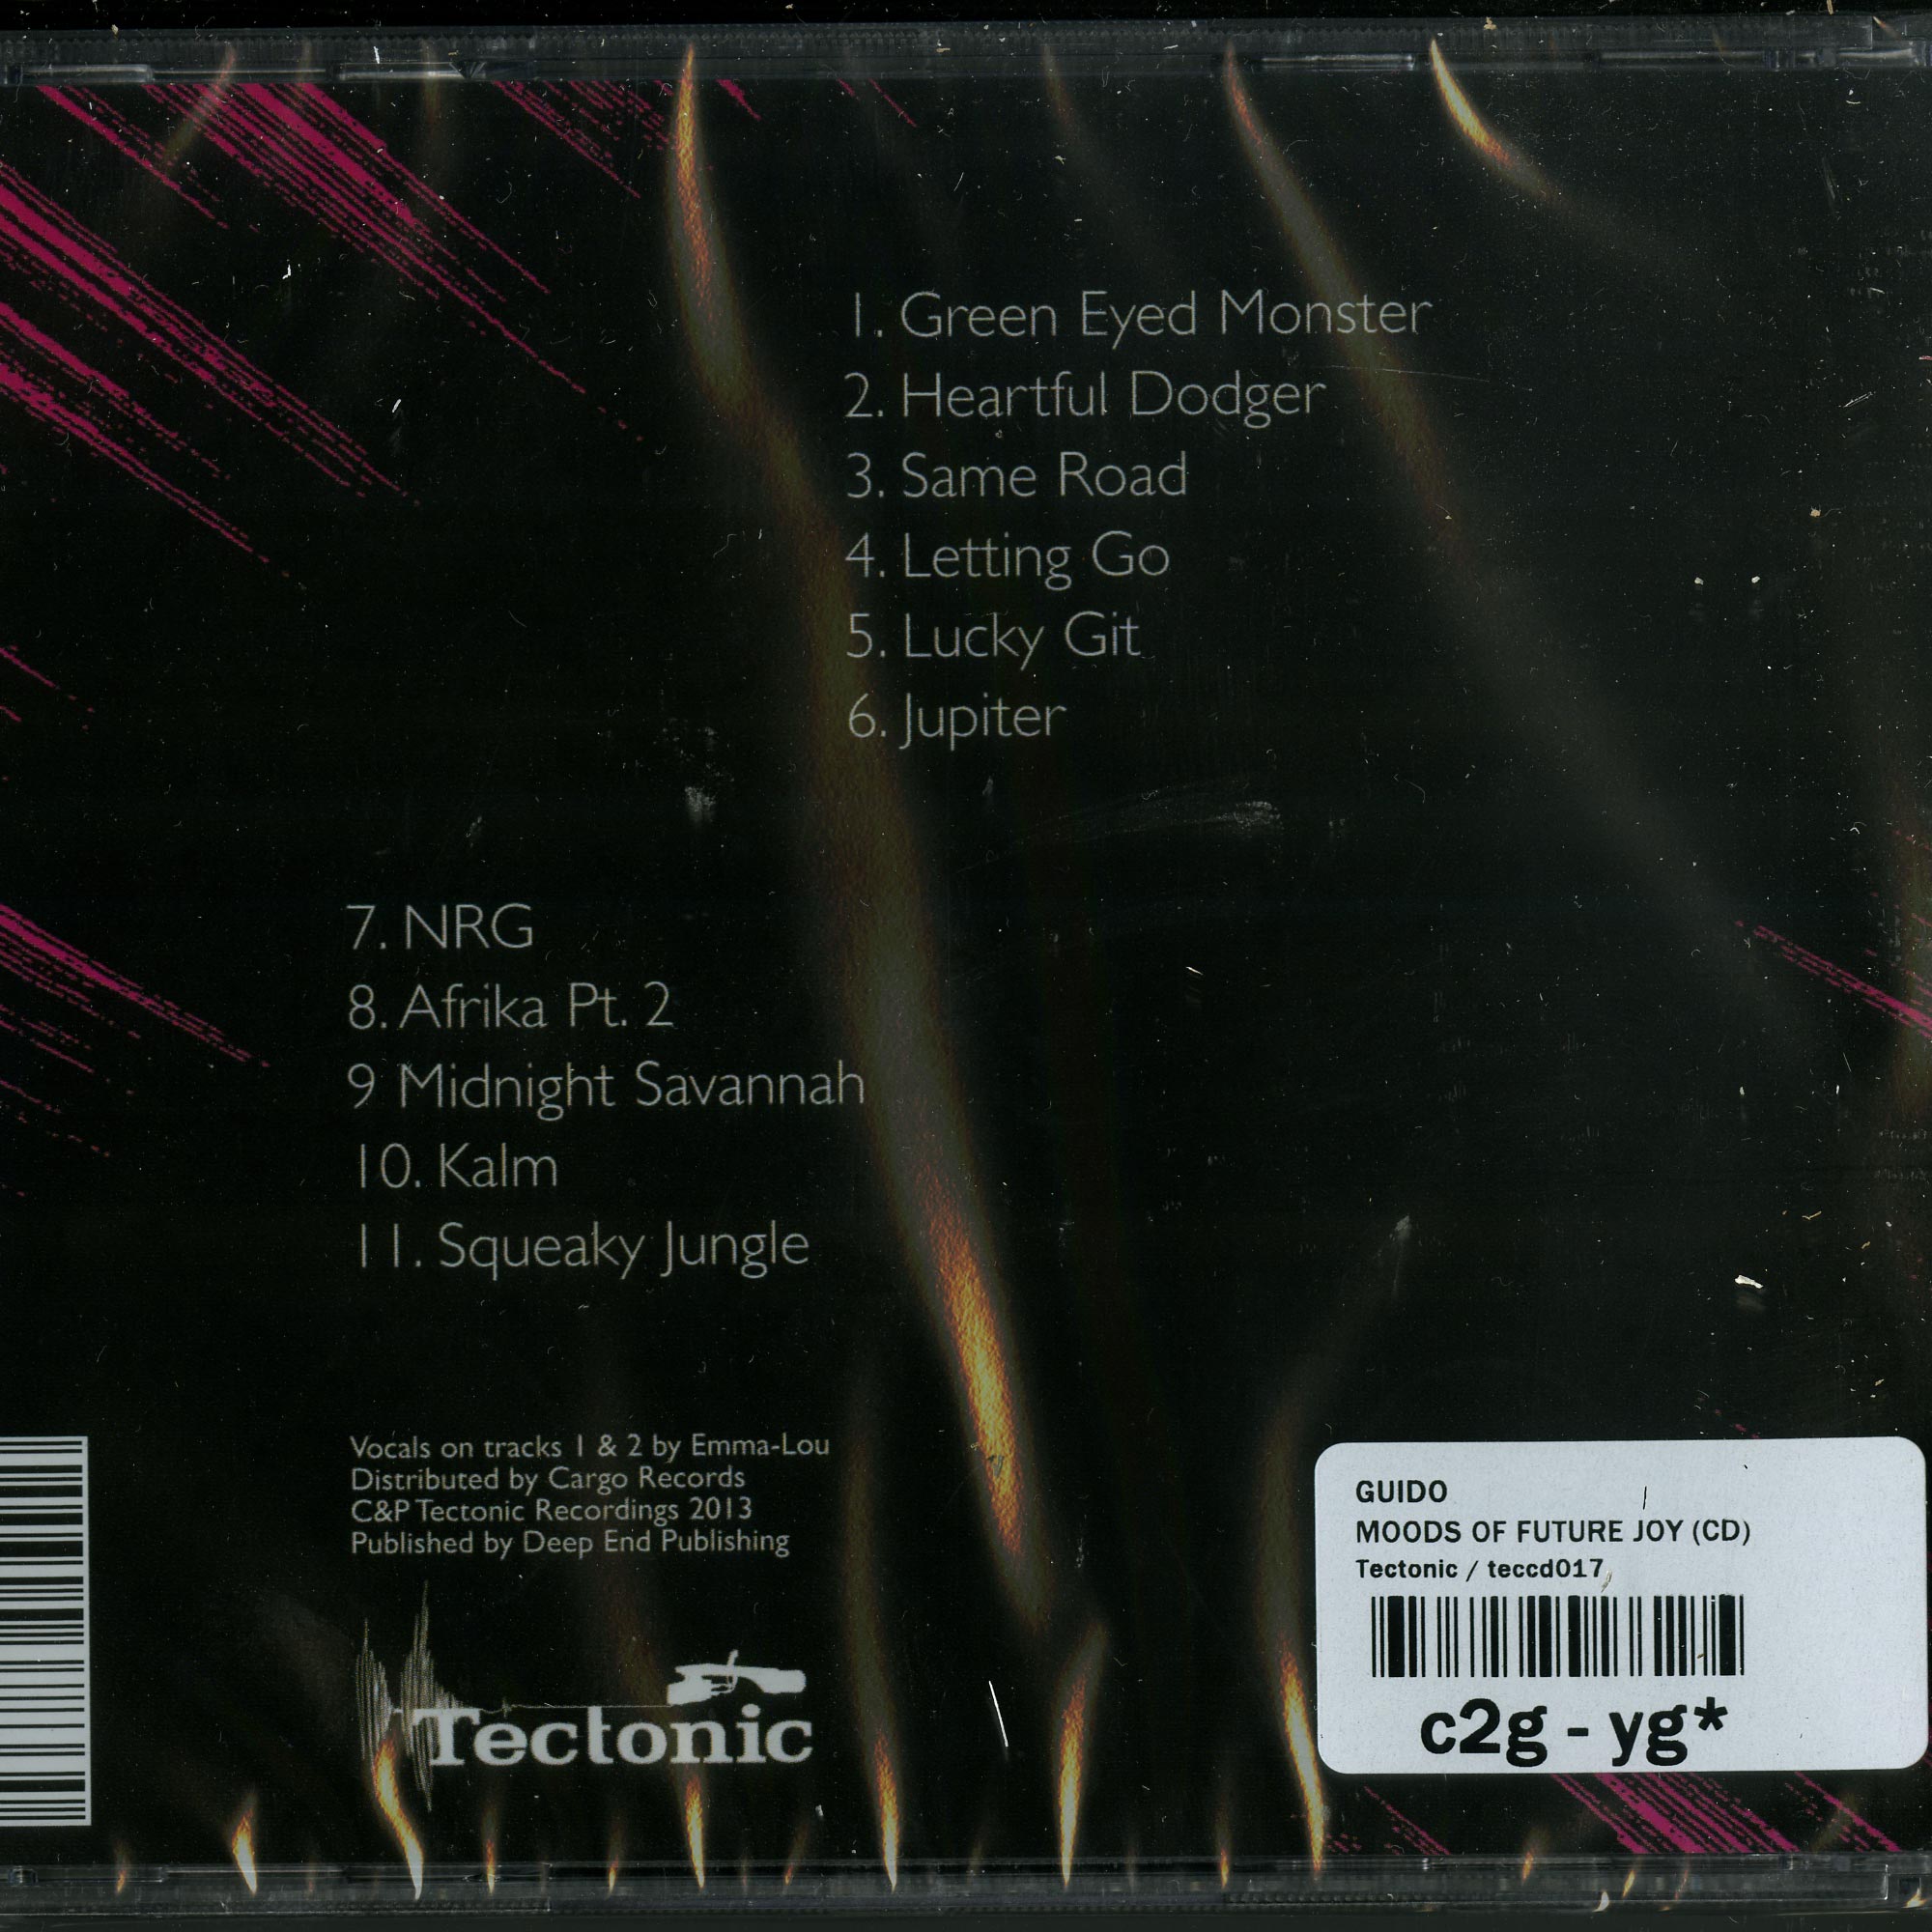 1. Green Eyed Monster
2. Heartful Dodger
3. Same Road
4. Letting Go
5. Lucky Git
6. Jupiter
7. NRG
8. Afrika Pt. 2
9 Midnight Savannah
10. Kalm
11. Squeaky Jungle
Vocals on tracks 1 & 2 by Emma-Lou
Distributed by Cargo Records
C&P Tectonic Recordings 2013
Published by Deep End Publishing
Tectonic
GUIDO
MOODS OF FUTURE JOY (CD)
Tectonic / teccd017
c2g - yg*